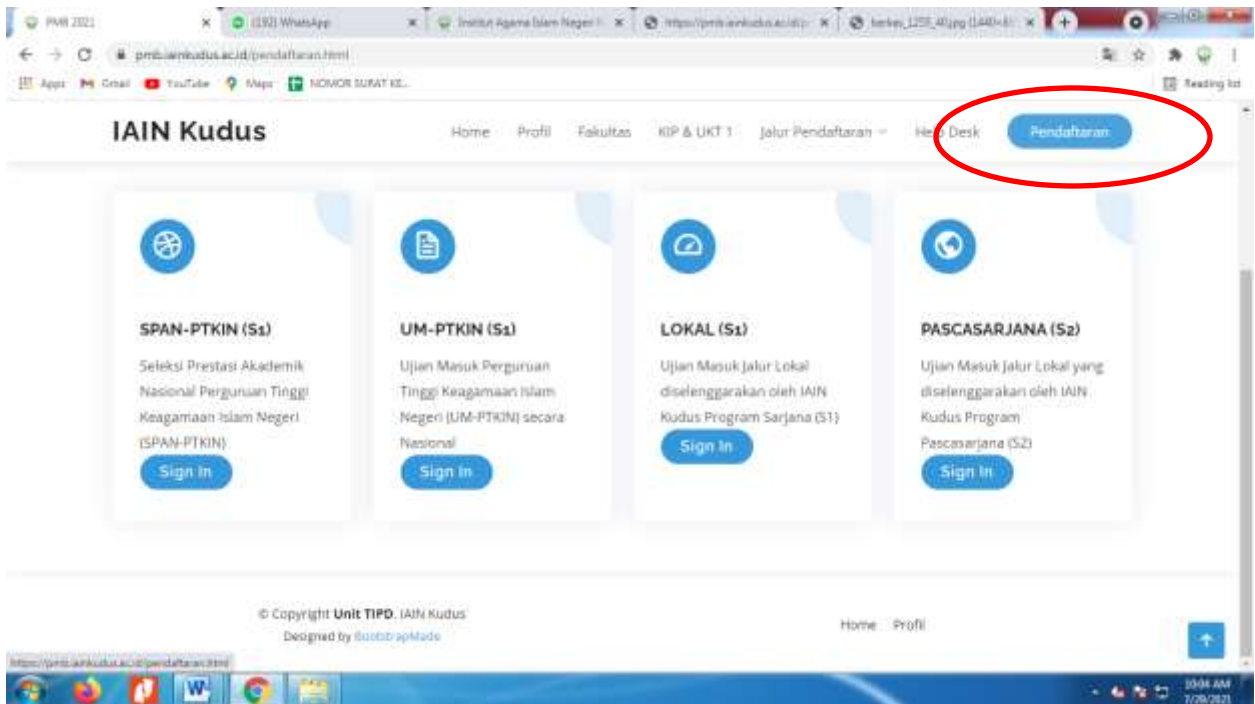 PMB 2021
(192) WhatsApp
Institut Agama Islam Negeri
pmb.iainkudus.ac.id/pendaftaran.html
Apps Gmail YouTube Maps NOMOR SURAT KE...
Reading list
IAIN Kudus
Home Profil Fakultas KIP & UKT 1 Jalur Pendaftaran Help Desk Pendaftaran
SPAN-PTKIN (S1)
Seleksi Prestasi Akademik
Nasional Perguruan Tinggi
Keagamaan Islam Negeri
(SPAN-PTKIN)
Sign In
UM-PTKIN (S1)
Ujian Masuk Perguruan
Tinggi Keagamaan Islam
Negeri (UM-PTKIN) secara
Nasional
Sign In
LOKAL (S1)
Ujian Masuk Jalur Lokal
diselenggarakan oleh IAIN
Kudus Program Sarjana (S1)
Sign In
PASCASARJANA (S2)
Ujian Masuk Jalur Lokal yang
diselenggarakan oleh IAIN
Kudus Program
Pascasarjana (S2)
Sign In
© Copyright Unit TIPD. IAIN Kudus
Designed by BootstrapMade
Home Profil
https://pmb.iainkudus.ac.id/pendaftaran.html
10:04 AM
7/29/2021